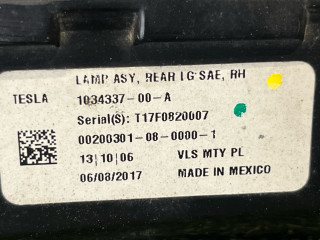 LAMP ASY, REAR LG SAE, RH
TESLA 1034337-00-A
Serial(S): T17F0820007
00200301-08-0000-1
13|10|06 VLS MTY PL
06/08/2017 MADE IN MEXICO